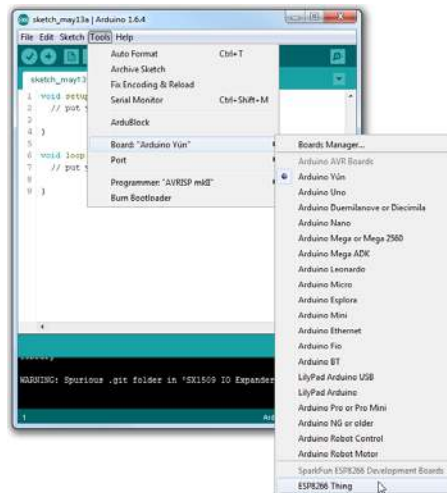 sketch_may13a | Arduino 1.6.4
File Edit Sketch Tools Help
sketch_may13
1 void setup
2 // put y
3
4 }
5
6 void loop
7 // put y
8
9 }
Auto Format Ctrl+T
Archive Sketch
Fix Encoding & Reload
Serial Monitor Ctrl+Shift+M
ArduBlock
Board: "Arduino Yún"
Port
Programmer: "AVRISP mkII"
Burn Bootloader
Boards Manager...
Arduino AVR Boards
Arduino Yún
Arduino Uno
Arduino Duemilanove or Diecimila
Arduino Nano
Arduino Mega or Mega 2560
Arduino Mega ADK
Arduino Leonardo
Arduino Micro
Arduino Esplora
Arduino Mini
Arduino Ethernet
Arduino Fio
Arduino BT
LilyPad Arduino USB
LilyPad Arduino
Arduino Pro or Pro Mini
Arduino NG or older
Arduino Robot Control
Arduino Robot Motor
SparkFun ESP8266 Development Boards
ESP8266 Thing
WARNING: Spurious .git folder in 'SX1509 IO Expander
1